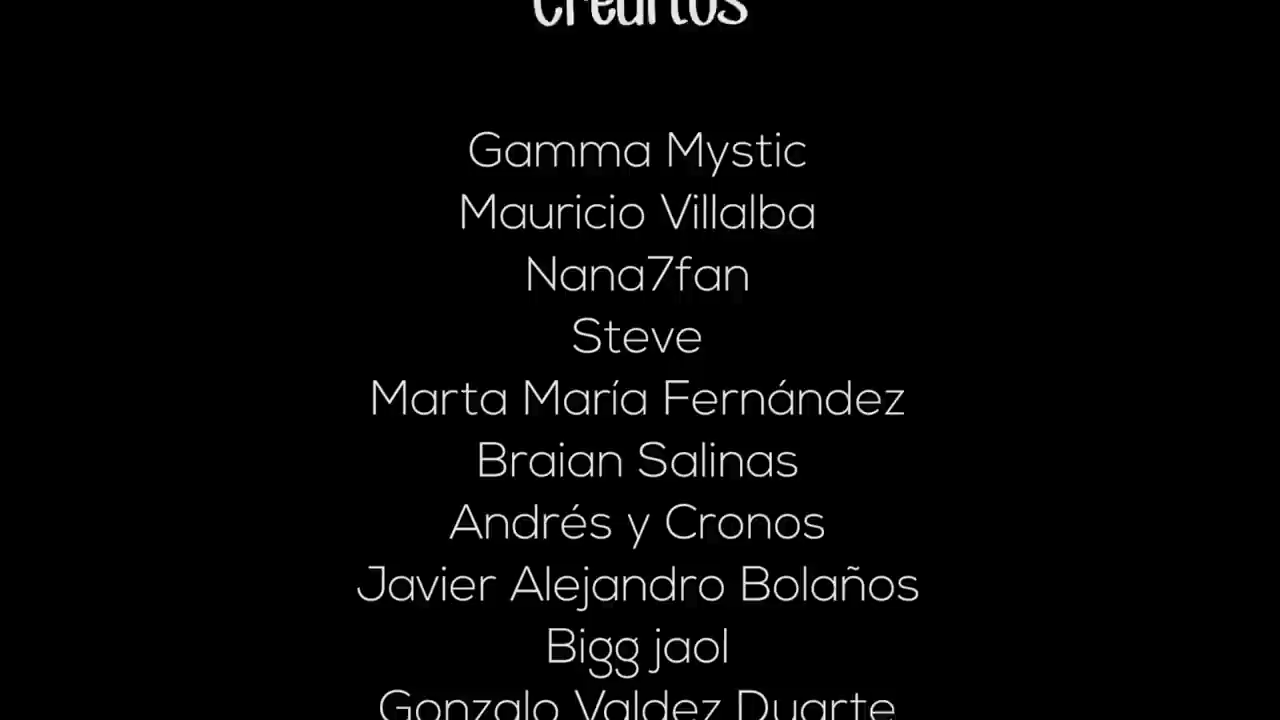 Créditos
Gamma Mystic
Mauricio Villalba
Nana7fan
Steve
Marta María Fernández
Braian Salinas
Andrés y Cronos
Javier Alejandro Bolaños
Bigg jaol
Gonzalo Valdez Duarte